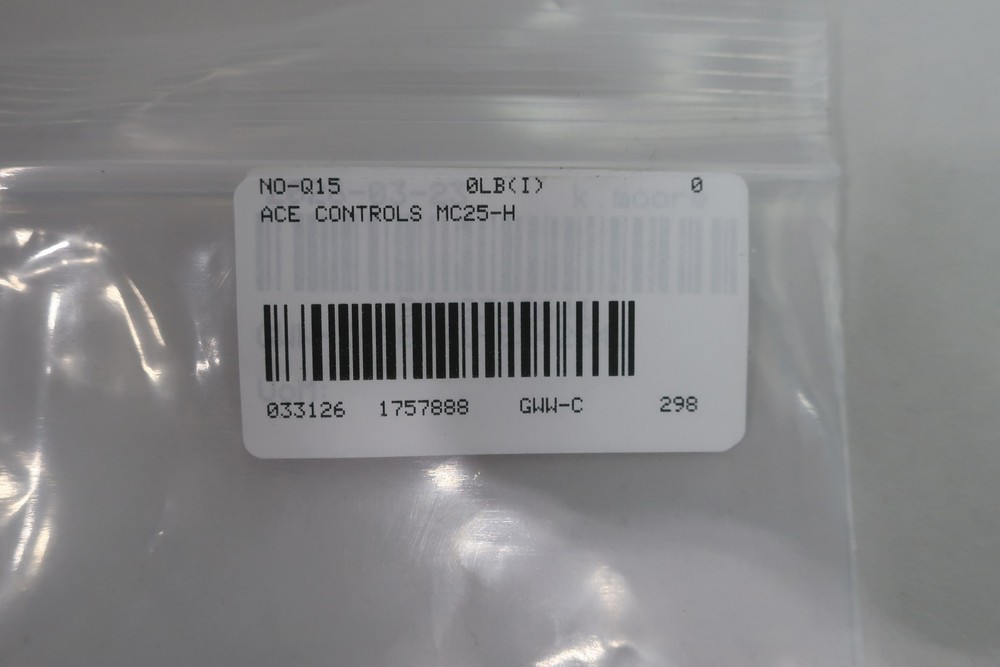 NO-Q15 0LB(I) 0
ACE CONTROLS MC25-H
033126 1757888 GWW-C 298